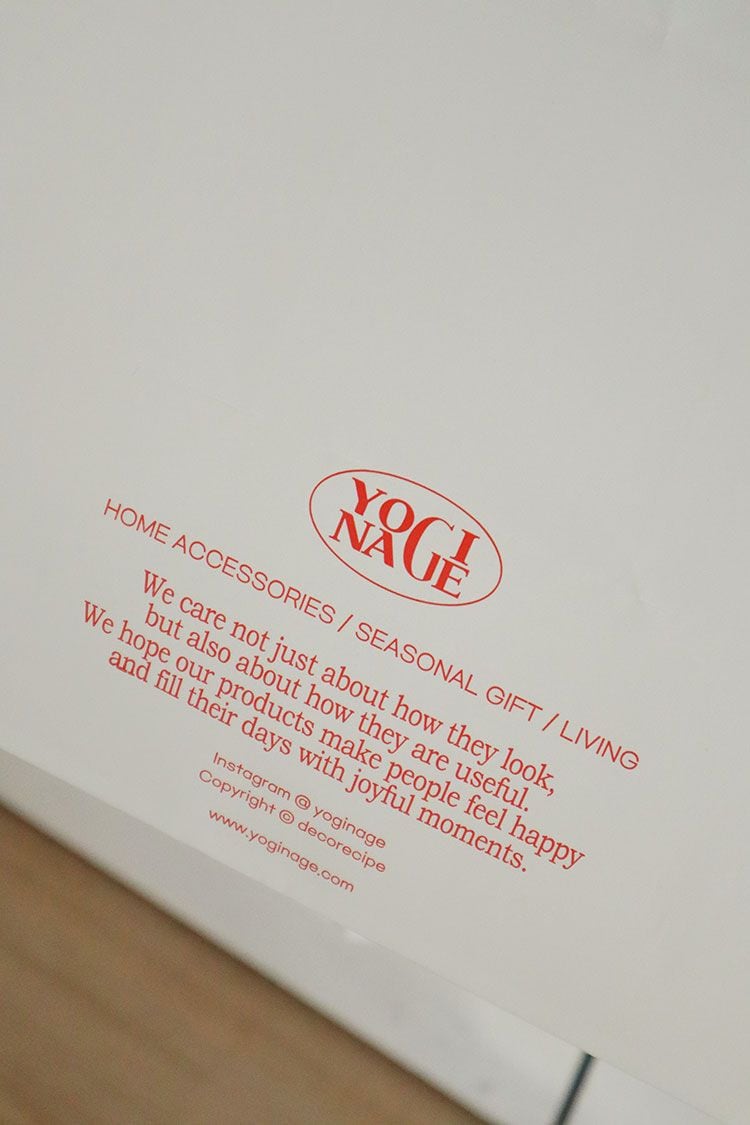 YOGI
NAGE
HOME ACCESSORIES / SEASONAL GIFT / LIVING
We care not just about how they look,
but also about how they are useful.
We hope our products make people feel happy
and fill their days with joyful moments.
Instagram @ yoginage
Copyright © decorecipe
www.yoginage.com